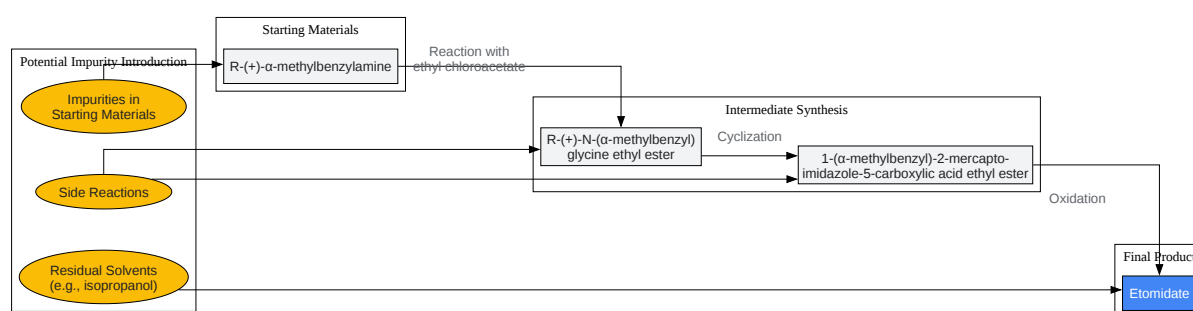 Starting Materials
R-(+)-α-methylbenzylamine
Reaction with
ethyl chloroacetate
Potential Impurity Introduction
Impurities in
Starting Materials
Side Reactions
Residual Solvents
(e.g., isopropanol)
Intermediate Synthesis
R-(+)-N-(α-methylbenzyl)
glycine ethyl ester
Cyclization
1-(α-methylbenzyl)-2-mercapto-
imidazole-5-carboxylic acid ethyl ester
Oxidation
Final Product
Etomidate